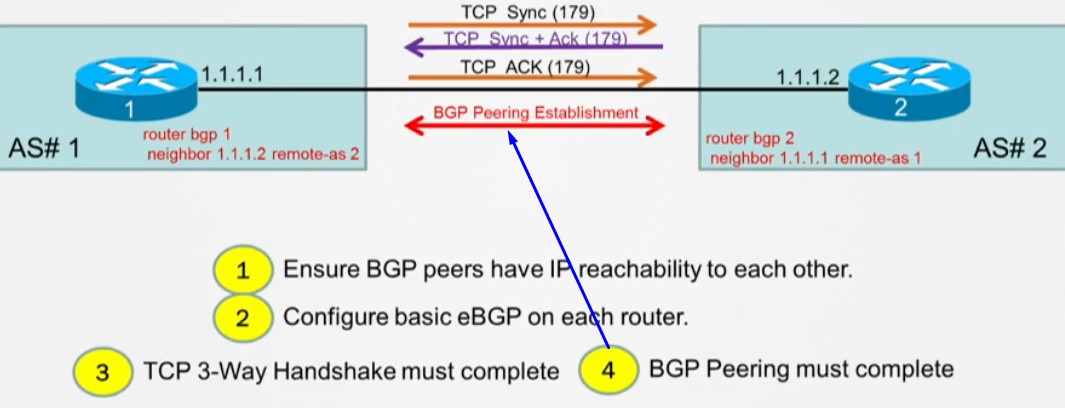 TCP Sync (179)
TCP Sync + Ack (179)
TCP ACK (179)
BGP Peering Establishment
1.1.1.1
1
AS# 1
router bgp 1
neighbor 1.1.1.2 remote-as 2
1.1.1.2
2
router bgp 2
neighbor 1.1.1.1 remote-as 1
AS# 2
1 Ensure BGP peers have IP reachability to each other.
2 Configure basic eBGP on each router.
3 TCP 3-Way Handshake must complete
4 BGP Peering must complete